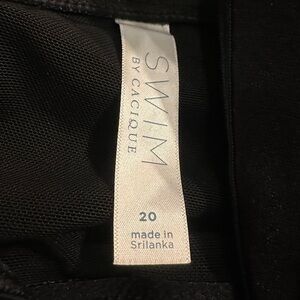 SWIM
BY CACIQUE
20
made in
Srilanka